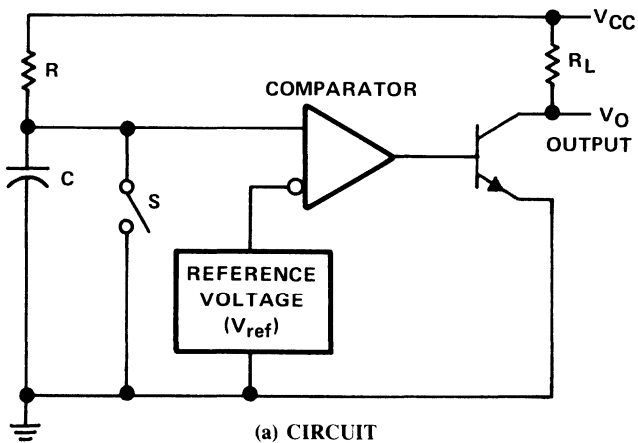 VCC
R
RL
COMPARATOR
VO
OUTPUT
C
S
REFERENCE
VOLTAGE
(Vref)
(a) CIRCUIT